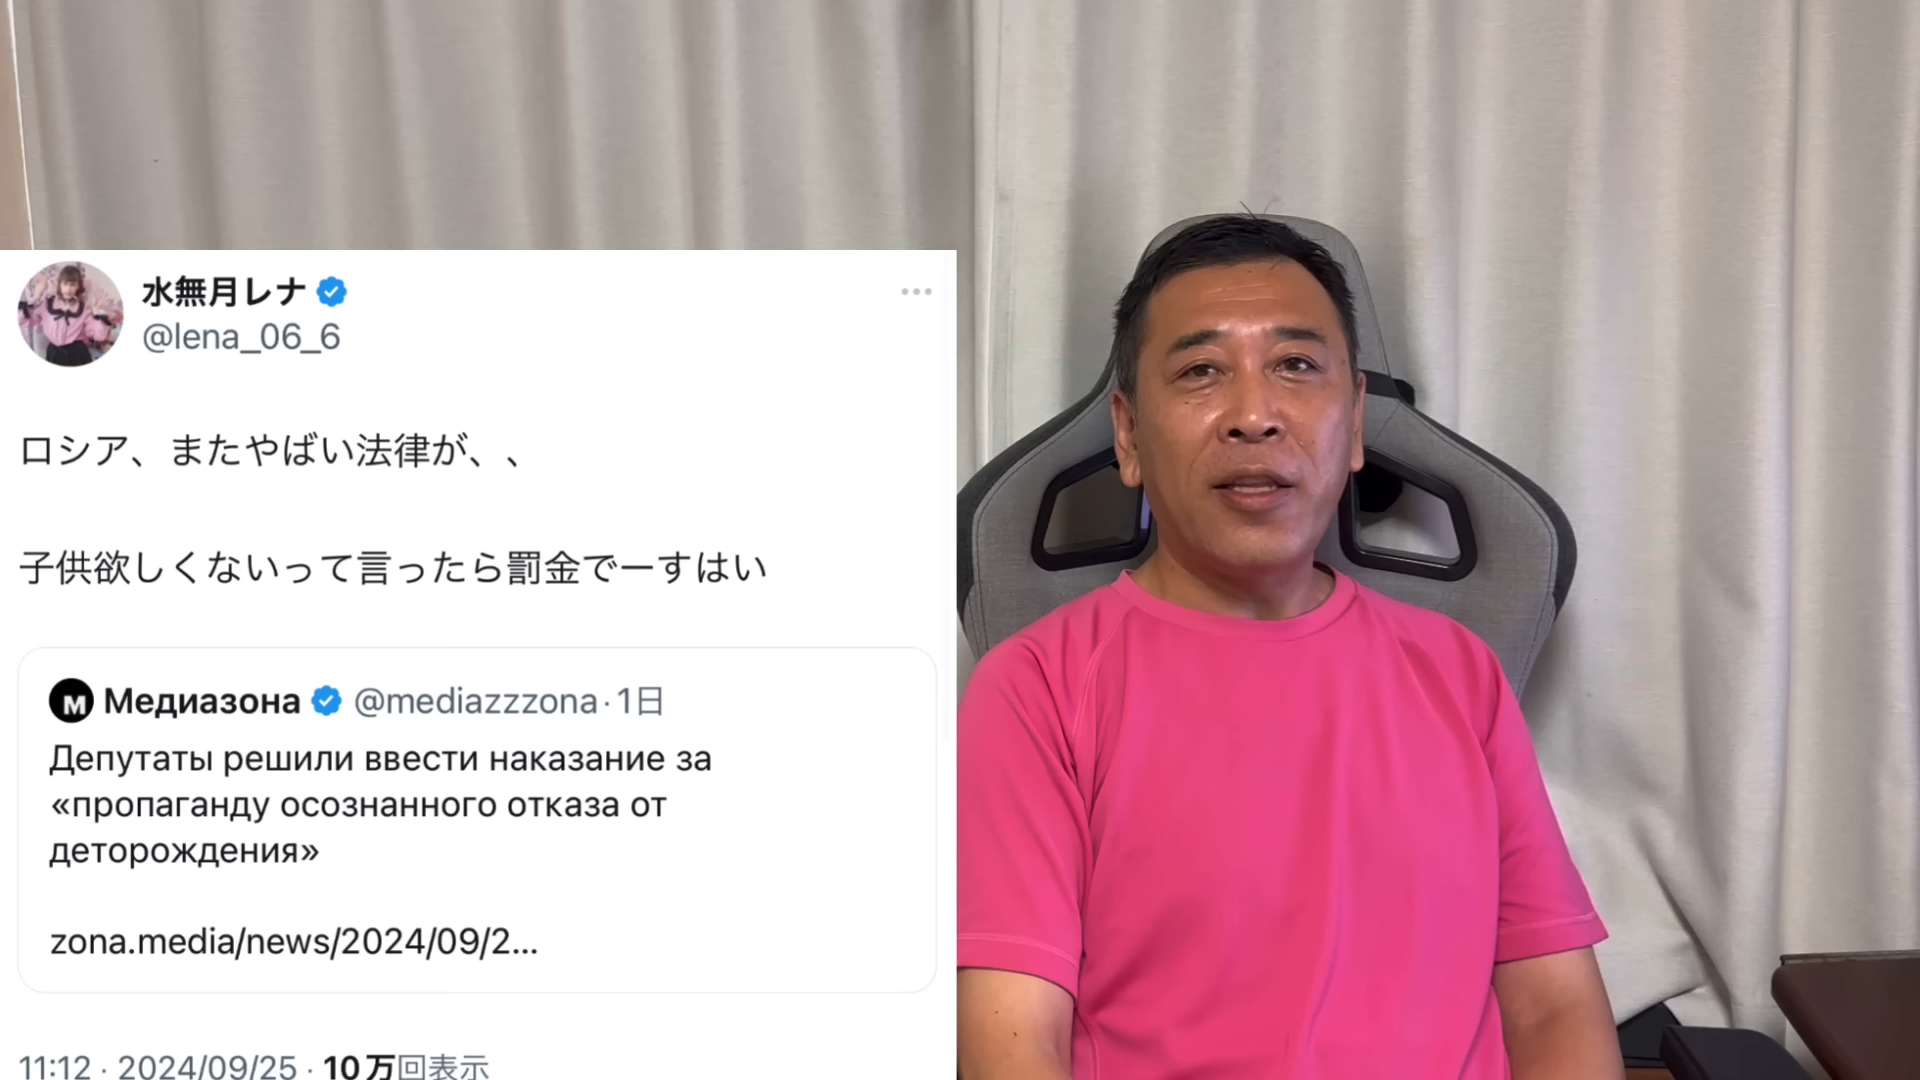 水無月レナ
@lena_06_6
ロシア、またやばい法律が、、
子供欲しくないって言ったら罰金でーすはい
M Медиазона @mediazzzona·1日
Депутаты решили ввести наказание за
«пропаганду осознанного отказа от
деторождения»
zona.media/news/2024/09/2...
11:12 · 2024/09/25 · 10万回表示